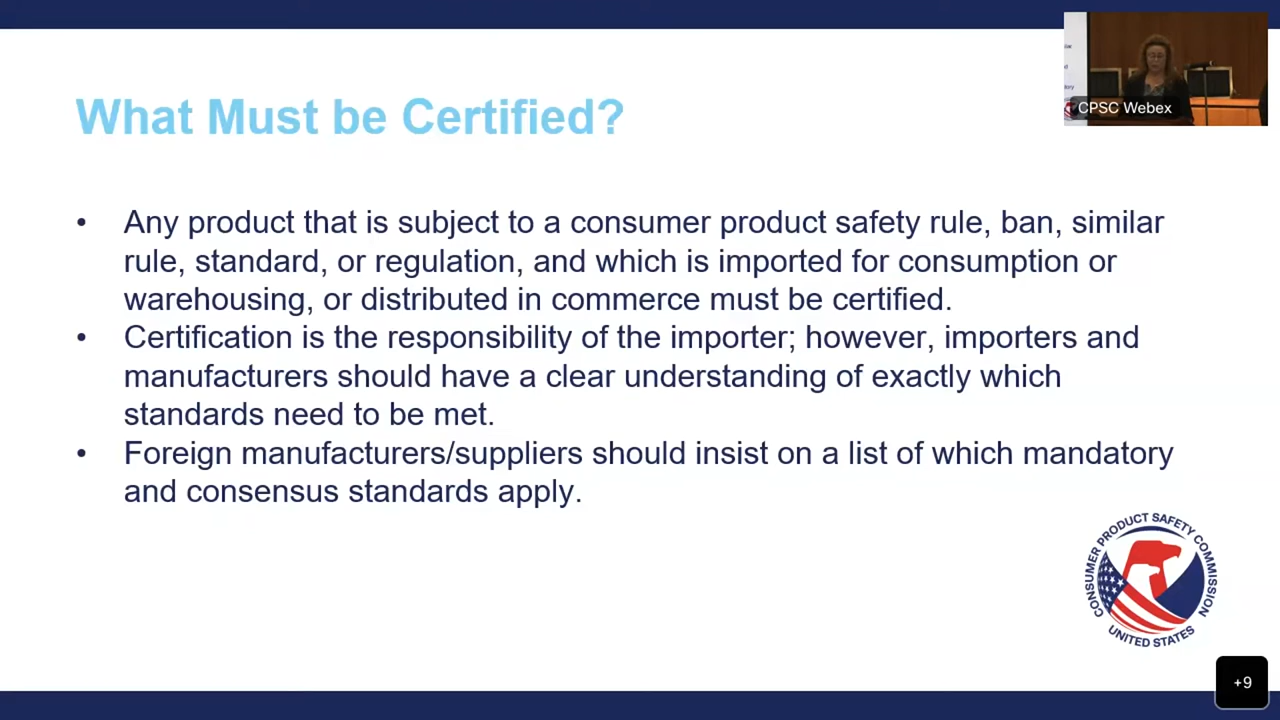 What Must be Certified?
CPSC Webex
• Any product that is subject to a consumer product safety rule, ban, similar
rule, standard, or regulation, and which is imported for consumption or
warehousing, or distributed in commerce must be certified.
• Certification is the responsibility of the importer; however, importers and
manufacturers should have a clear understanding of exactly which
standards need to be met.
• Foreign manufacturers/suppliers should insist on a list of which mandatory
and consensus standards apply.
CONSUMER PRODUCT SAFETY COMMISSION
UNITED STATES
+9